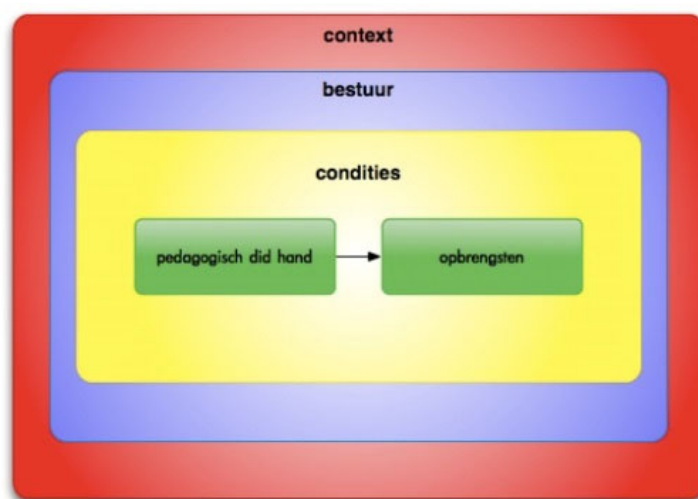 context
bestuur
condities
pedagogisch did hand
opbrengsten